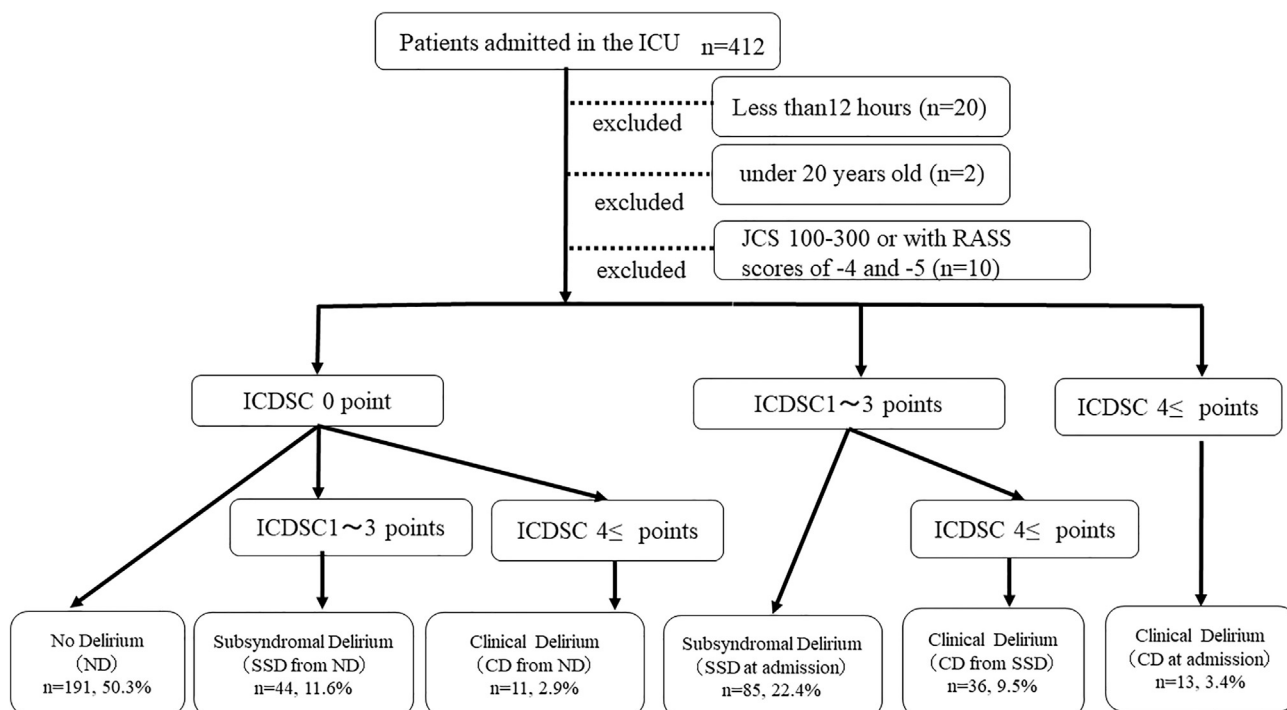 Patients admitted in the ICU n=412
Less than12 hours (n=20)
excluded
under 20 years old (n=2)
excluded
JCS 100-300 or with RASS
scores of -4 and -5 (n=10)
excluded
ICDSC 0 point
ICDSC1～3 points
ICDSC 4≤ points
ICDSC1～3 points
ICDSC 4≤ points
ICDSC 4≤ points
No Delirium
（ND）
n=191, 50.3%
Subsyndromal Delirium
（SSD from ND）
n=44, 11.6%
Clinical Delirium
（CD from ND）
n=11, 2.9%
Subsyndromal Delirium
（SSD at admission）
n=85, 22.4%
Clinical Delirium
（CD from SSD）
n=36, 9.5%
Clinical Delirium
（CD at admission）
n=13, 3.4%